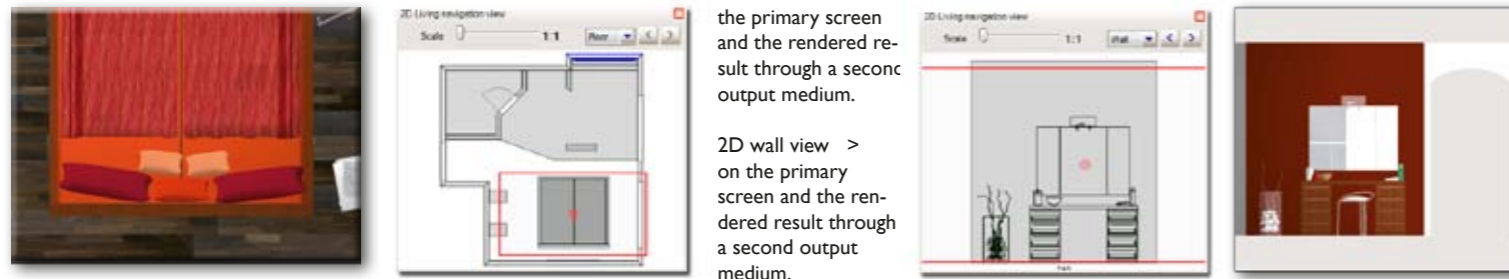 2D Living navigation view
Scale 1:1 Floor
the primary screen
and the rendered re-
sult through a second
output medium.
2D wall view >
on the primary
screen and the ren-
dered result through
a second output
medium.
2D Living navigation view
Scale 1:1 Wall